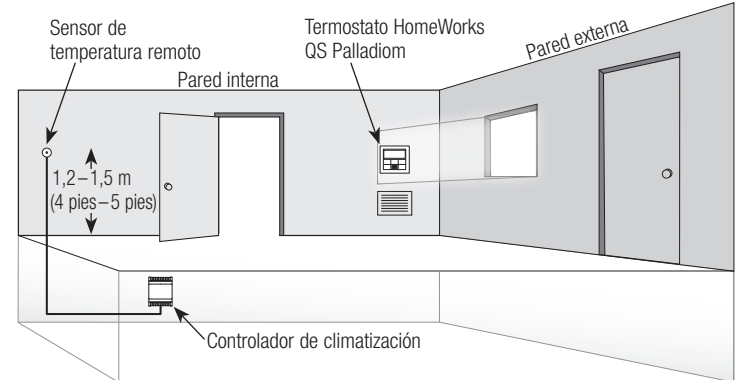 Sensor de
temperatura remoto
Termostato HomeWorks
QS Palladiom
Pared externa
Pared interna
1,2–1,5 m
(4 pies–5 pies)
Controlador de climatización